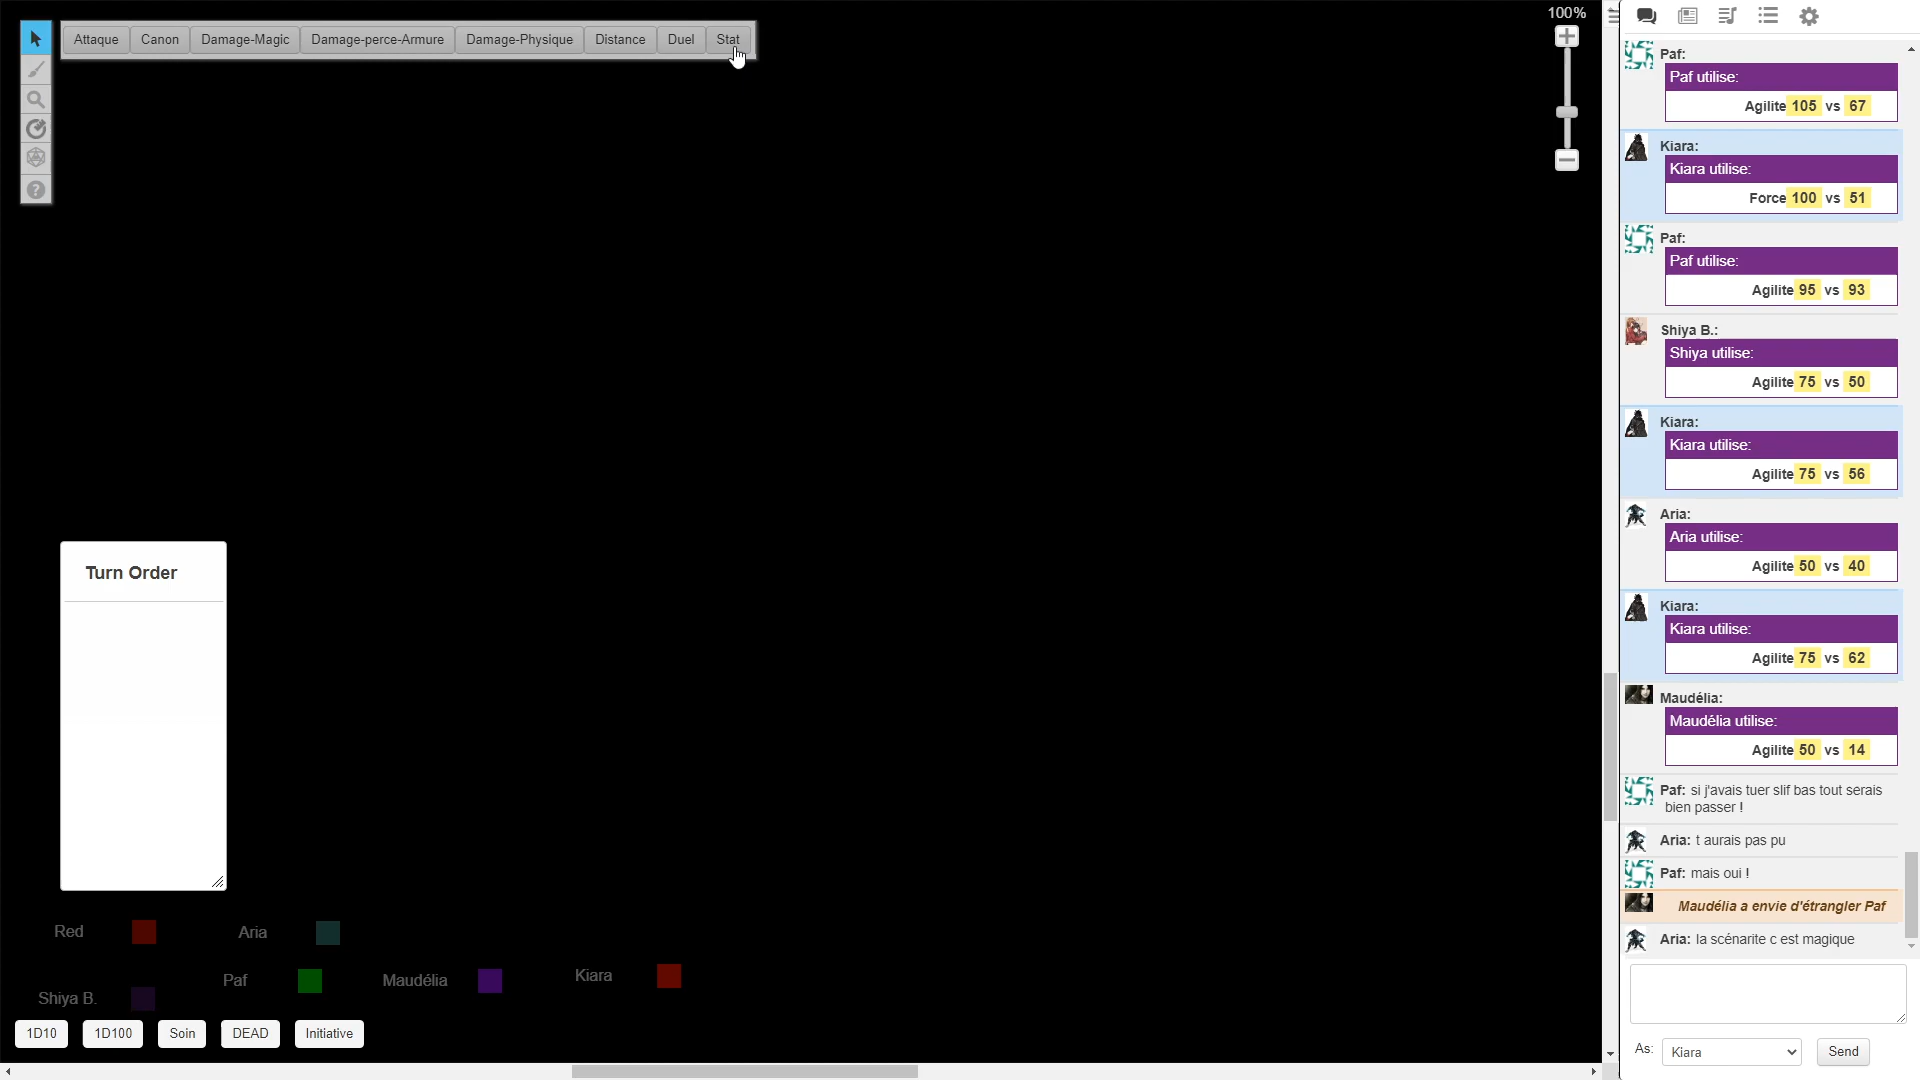 Attaque Canon Damage-Magic Damage-perce-Armure Damage-Physique Distance Duel Stat
100%
Paf:
Paf utilise:
Agilite 105 vs 67
Kiara:
Kiara utilise:
Force 100 vs 51
Paf:
Paf utilise:
Agilite 95 vs 93
Shiya B.:
Shiya utilise:
Agilite 75 vs 50
Kiara:
Kiara utilise:
Agilite 75 vs 56
Aria:
Aria utilise:
Agilite 50 vs 40
Kiara:
Kiara utilise:
Agilite 75 vs 62
Maudélia:
Maudélia utilise:
Agilite 50 vs 14
Paf: si j'avais tuer slif bas tout serais
bien passer !
Aria: t aurais pas pu
Paf: mais oui !
Maudélia a envie d'étrangler Paf
Aria: la scénarite c est magique
As: Kiara Send
Turn Order
Red Aria
Paf Maudélia Kiara
Shiya B.
1D10 1D100 Soin DEAD Initiative